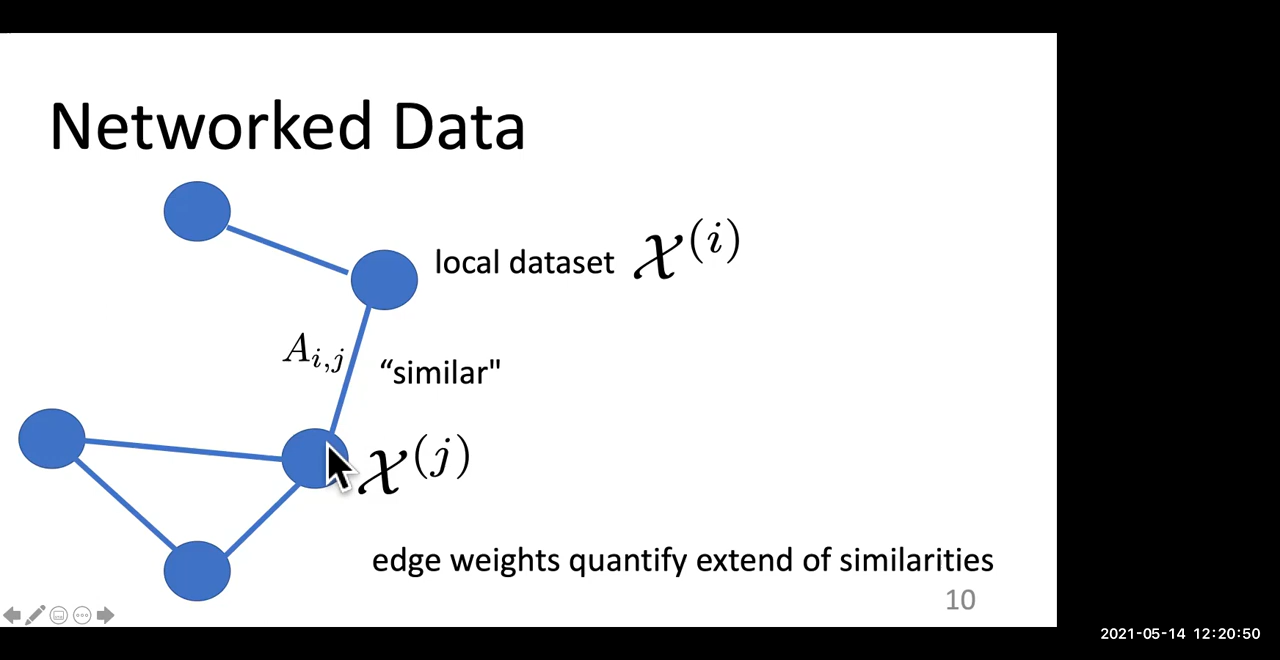 Networked Data
local dataset 𝒳^(i)
A_{i,j}
“similar"
𝒳^(j)
edge weights quantify extend of similarities
10
2021-05-14 12:20:50